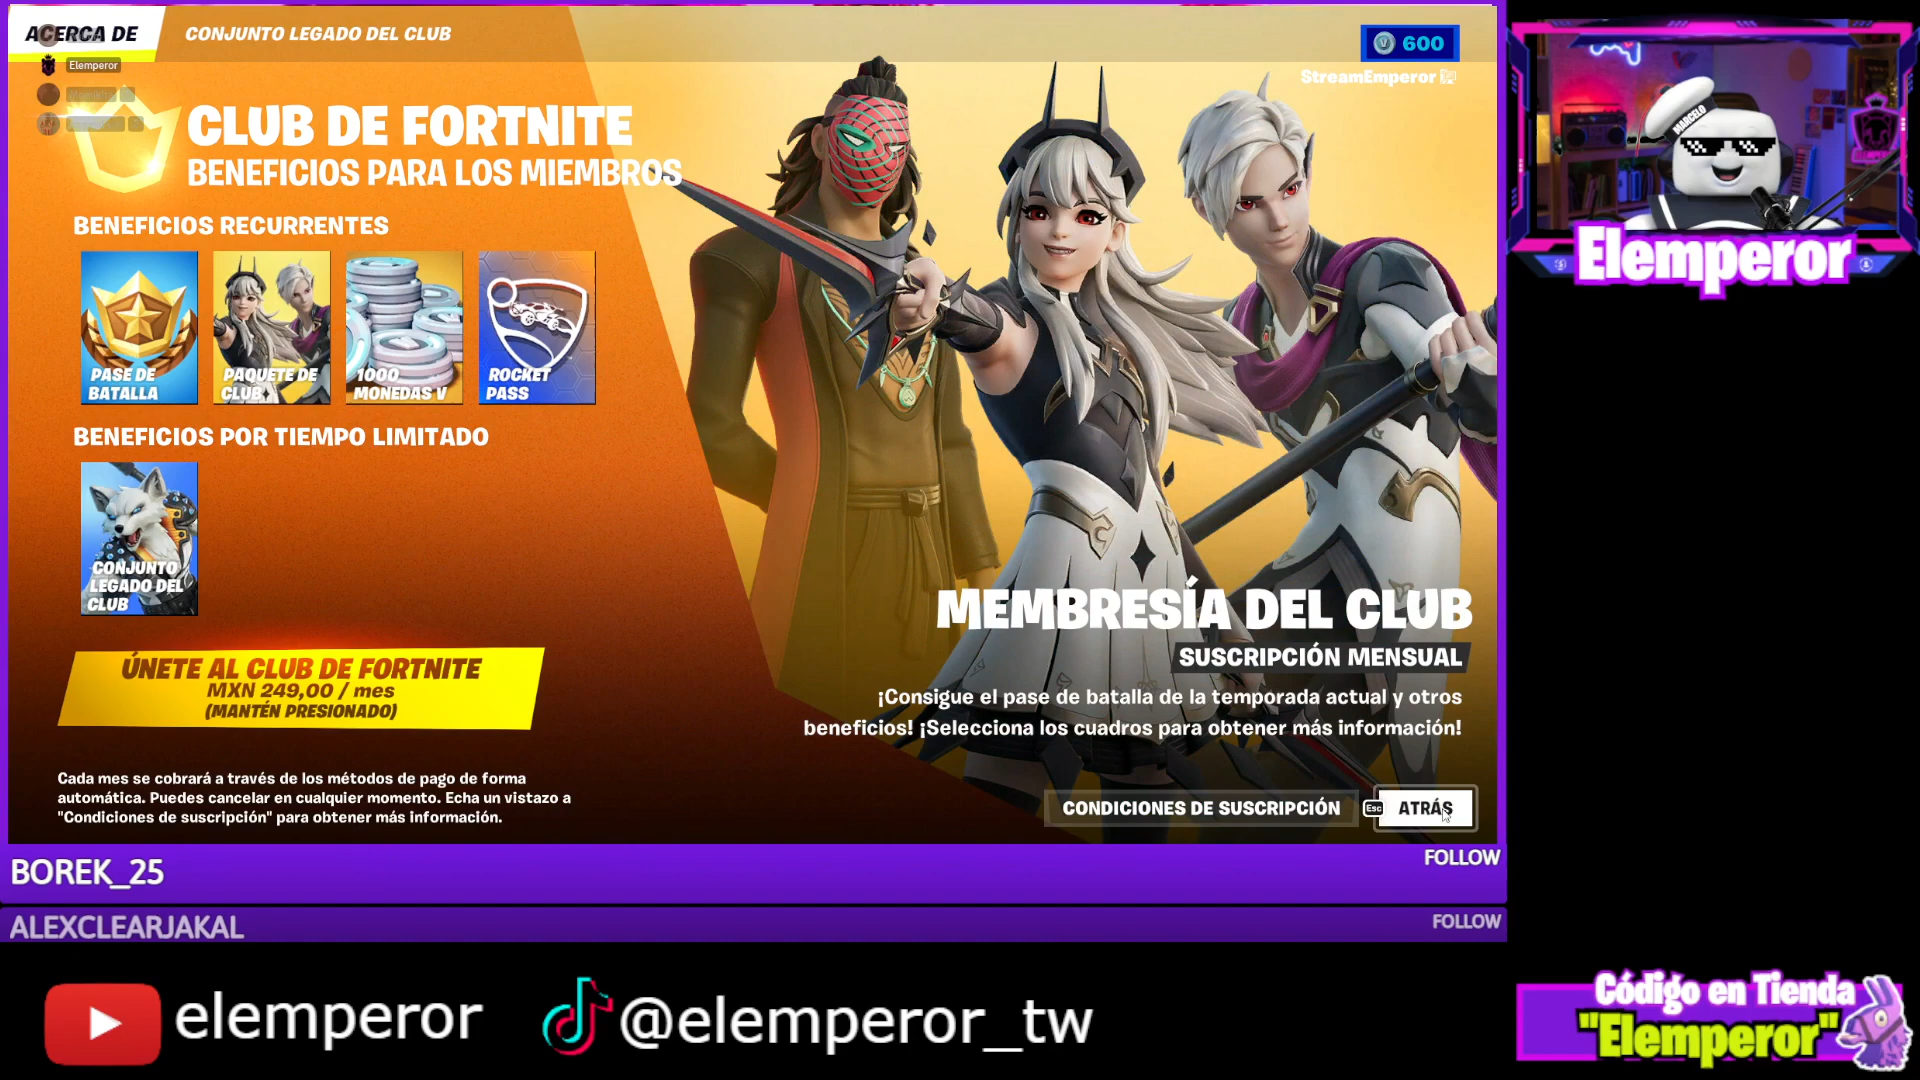 ACERCA DE
CONJUNTO LEGADO DEL CLUB
600
StreamEmperor
Elemperor
CLUB DE FORTNITE
BENEFICIOS PARA LOS MIEMBROS
BENEFICIOS RECURRENTES
PASE DE
BATALLA
PAQUETE DE
CLUB
1000
MONEDAS V
ROCKET
PASS
BENEFICIOS POR TIEMPO LIMITADO
CONJUNTO
LEGADO DEL
CLUB
ÚNETE AL CLUB DE FORTNITE
MXN 249,00 / mes
(MANTÉN PRESIONADO)
Cada mes se cobrará a través de los métodos de pago de forma
automática. Puedes cancelar en cualquier momento. Echa un vistazo a
"Condiciones de suscripción" para obtener más información.
MEMBRESÍA DEL CLUB
SUSCRIPCIÓN MENSUAL
¡Consigue el pase de batalla de la temporada actual y otros
beneficios! ¡Selecciona los cuadros para obtener más información!
CONDICIONES DE SUSCRIPCIÓN
Esc
ATRÁS
MARCELO
Elemperor
BOREK_25
FOLLOW
ALEXCLEARJAKAL
FOLLOW
elemperor
@elemperor_tw
Código en Tienda
"Elemperor"